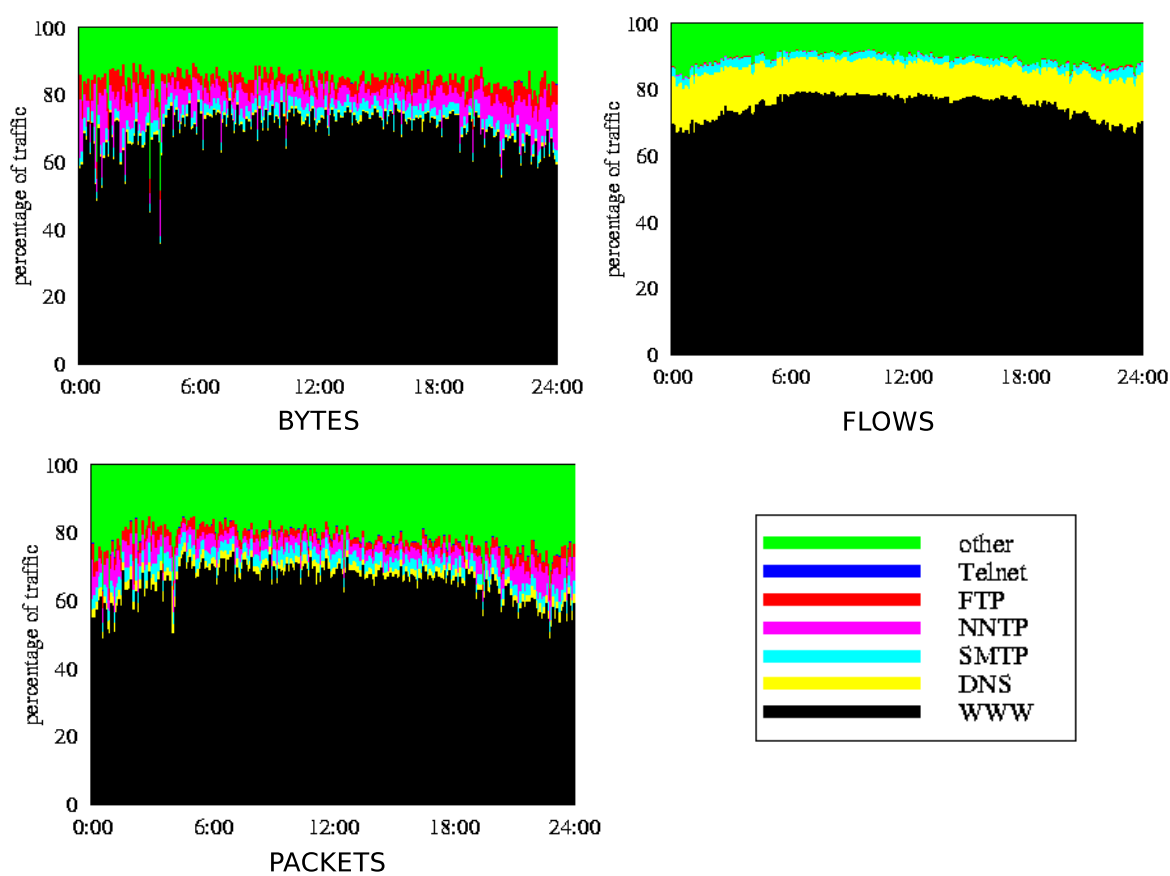 100
80
60
40
20
0
percentage of traffic
0:00 6:00 12:00 18:00 24:00
BYTES
100
80
60
40
20
0
percentage of traffic
0:00 6:00 12:00 18:00 24:00
FLOWS
100
80
60
40
20
0
percentage of traffic
0:00 6:00 12:00 18:00 24:00
PACKETS
other
Telnet
FTP
NNTP
SMTP
DNS
WWW